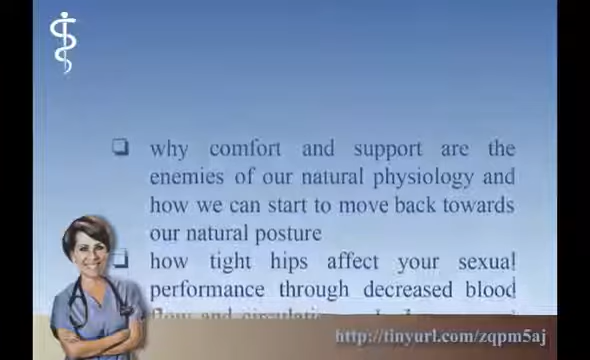 why comfort and support are the
enemies of our natural physiology and
how we can start to move back towards
our natural posture
how tight hips affect your sexual
performance through decreased blood
http://tinyurl.com/zqpm5aj